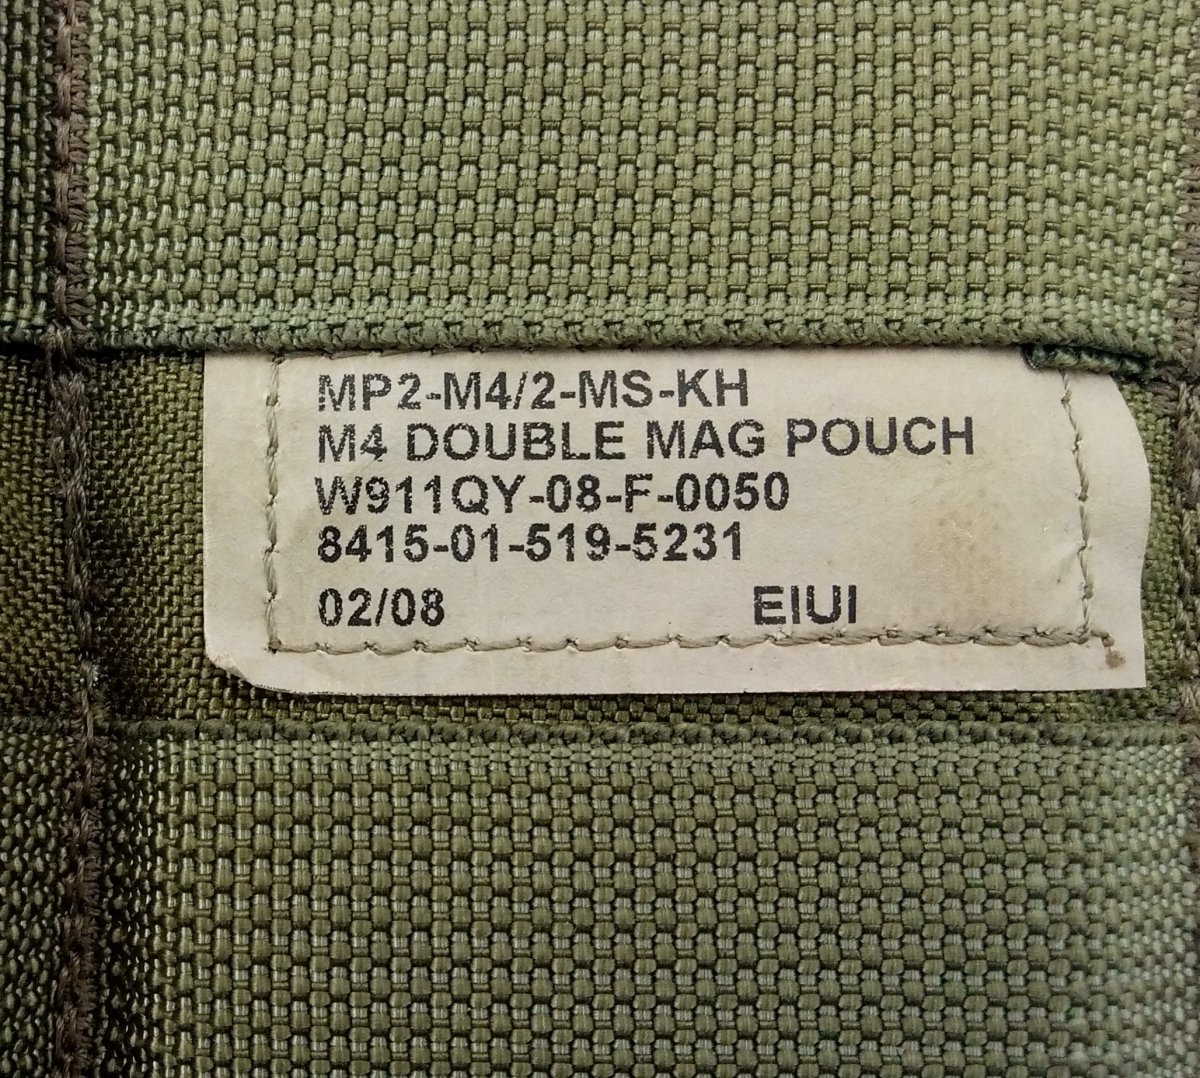 MP2-M4/2-MS-KH
M4 DOUBLE MAG POUCH
W911QY-08-F-0050
8415-01-519-5231
02/08 EIUI